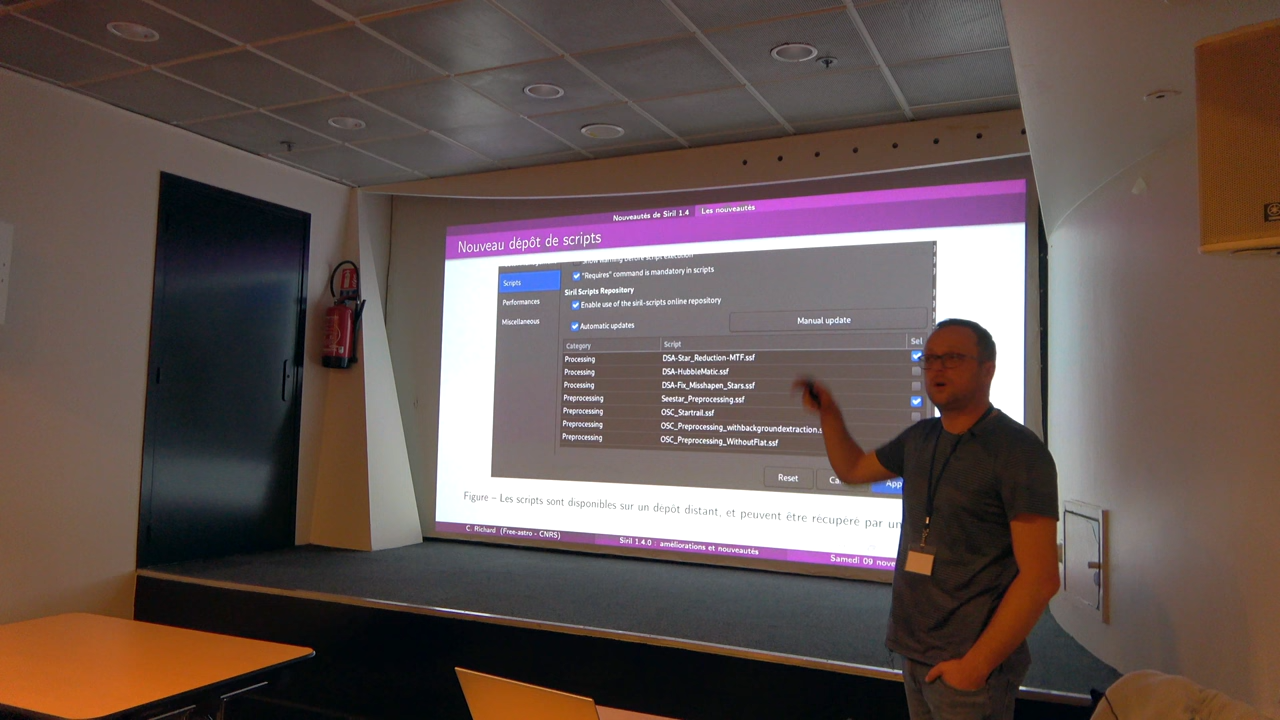 Nouveautés de Siril 1.4 Les nouveautés
Nouveau dépôt de scripts
"Requires" command is mandatory in scripts
Scripts
Siril Scripts Repository
Performances
Enable use of the siril-scripts online repository
Miscellaneous
Automatic updates
Manual update
Category Script Sel
Processing DSA-Star_Reduction-MTF.ssf
Processing DSA-HubbleMatic.ssf
Processing DSA-Fix_Misshapen_Stars.ssf
Preprocessing Seestar_Preprocessing.ssf
Preprocessing OSC_Startrail.ssf
Preprocessing OSC_Preprocessing_withbackgroundextraction.s
Preprocessing OSC_Preprocessing_WithoutFlat.ssf
Reset Ca App
Figure – Les scripts sont disponibles sur un dépôt distant, et peuvent être recupéré par un
C. Richard (Free-astro - CNRS) Siril 1.4.0 : améliorations et nouveautés Samedi 09 nove